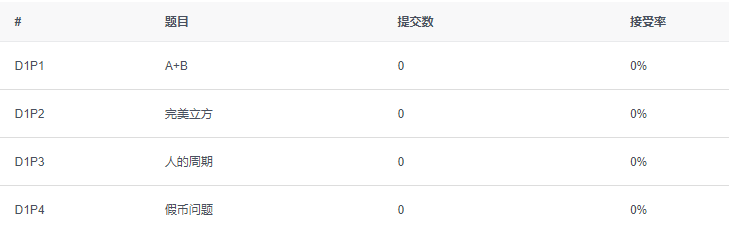 # 题目 提交数 接受率
D1P1 A+B 0 0%
D1P2 完美立方 0 0%
D1P3 人的周期 0 0%
D1P4 假币问题 0 0%